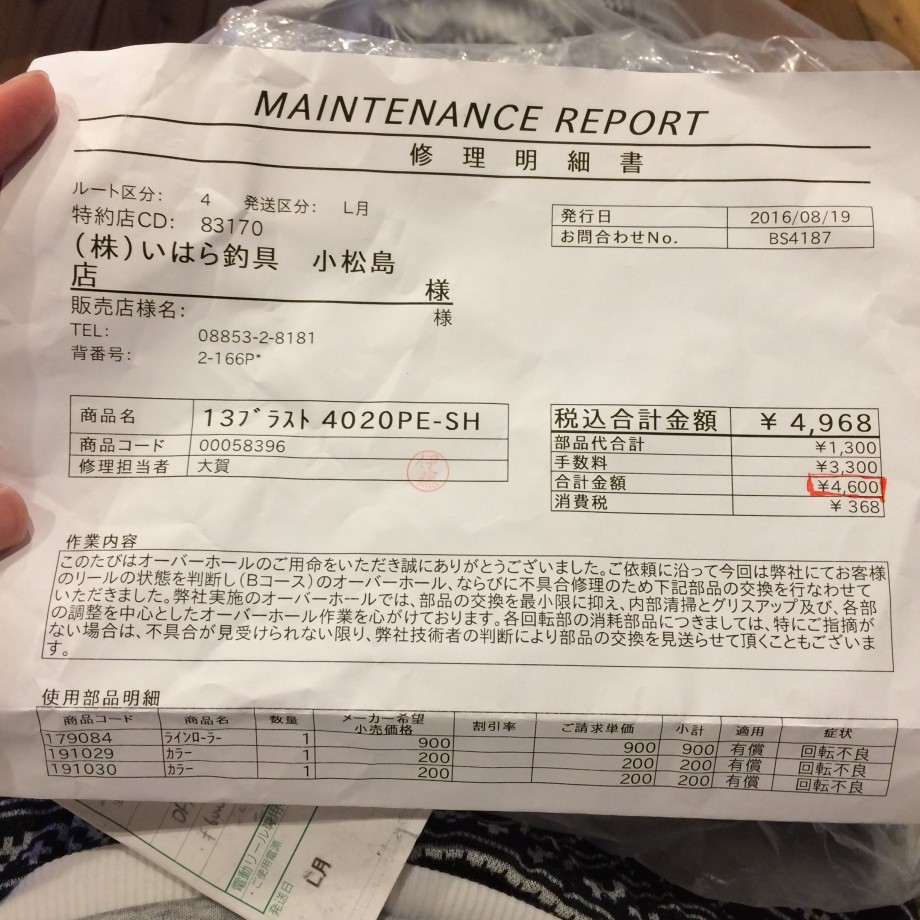 MAINTENANCE REPORT
修理明細書
ルート区分: 4 発送区分: L月
特約店CD: 83170
(株)いはら釣具 小松島
店 様
販売店様名: 様
TEL: 08853-2-8181
背番号: 2-166P*
発行日 2016/08/19
お問合わせNo. BS4187
商品名 13ブラスト 4020PE-SH
商品コード 00058396
修理担当者 大賀
税込合計金額 ¥ 4,968
部品代合計 ¥1,300
手数料 ¥3,300
合計金額 ¥4,600
消費税 ¥ 368
作業内容
このたびはオーバーホールのご用命をいただき誠にありがとうございました。ご依頼に沿って今回は弊社にてお客様
のリールの状態を判断し(Bコース)のオーバーホール、ならびに不具合修理のため下記部品の交換を行なわせて
いただきました。弊社実施のオーバーホールでは、部品の交換を最小限に抑え、内部清掃とグリスアップ及び、各部
の調整を中心としたオーバーホール作業を心がけております。各回転部の消耗部品につきましては、特にご指摘が
ない場合は、不具合が見受けられない限り、弊社技術者の判断により部品の交換を見送らせて頂くこともございま
す。
使用部品明細
商品コード 商品名 数量 メーカー希望 割引率 ご請求単価 小計 適用 症状
小売価格
179084 ラインローラー 1 900 900 900 有償 回転不良
191029 カラー 1 200 200 200 有償 回転不良
191030 カラー 1 200 200 200 有償 回転不良
電動リール専用
・ご使用電源
発送日 L月